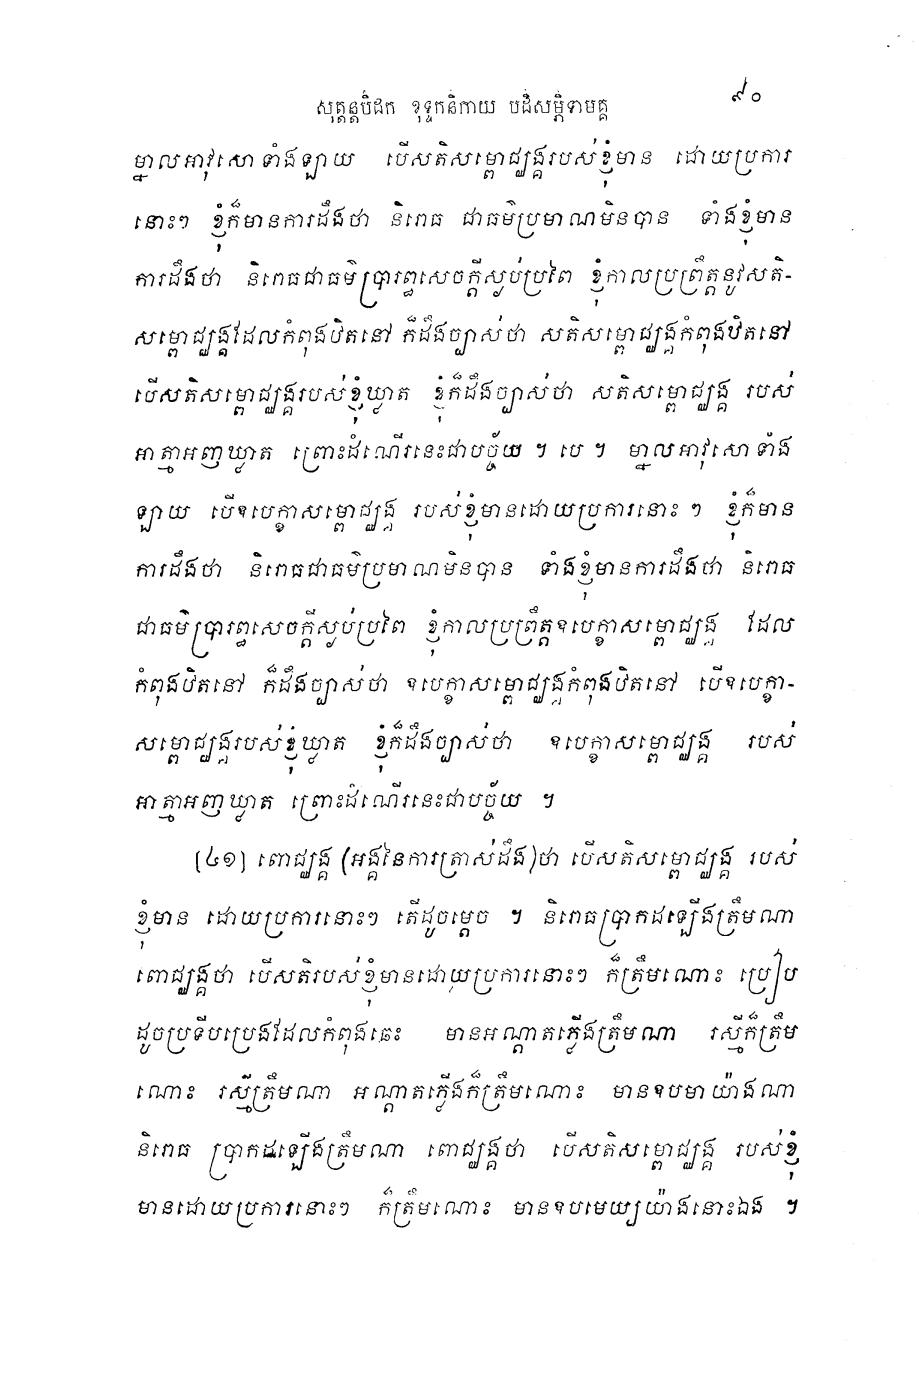 សុត្តន្តបិដក ខុទ្ទកនិកាយ បដិសម្ភិទាមគ្គ
៩០
ម្នាលអាវុសោទាំងឡាយ បើសតិសម្ពោជ្ឈង្គរបស់ខ្ញុំមាន ដោយប្រការ
នោះៗ ខ្ញុំក៏មានការដឹងថា និរោធ ជាធម៌ប្រមាណមិនបាន ទាំងខ្ញុំមាន
ការដឹងថា និរោធជាធម៌ប្រារព្ធសេចក្តីស្ងប់ប្រពៃ ខ្ញុំកាលប្រព្រឹត្តនូវសតិ-
សម្ពោជ្ឈង្គដែលកំពុងឋិតនៅ ក៏ដឹងច្បាស់ថា សតិសម្ពោជ្ឈង្គកំពុងឋិតនៅ
បើសតិសម្ពោជ្ឈង្គរបស់ខ្ញុំឃ្លាត ខ្ញុំក៏ដឹងច្បាស់ថា សតិសម្ពោជ្ឈង្គ របស់
អាត្មាអញឃ្លាត ព្រោះដំណើរនេះជាបច្ច័យ ។ បេ ។ ម្នាលអាវុសោទាំង
ឡាយ បើឧបេក្ខាសម្ពោជ្ឈង្គ របស់ខ្ញុំមានដោយប្រការនោះ ៗ ខ្ញុំក៏មាន
ការដឹងថា និរោធជាធម៌ប្រមាណមិនបាន ទាំងខ្ញុំមានការដឹងថា និរោធ
ជាធម៌ប្រារព្ធសេចក្តីស្ងប់ប្រពៃ ខ្ញុំកាលប្រព្រឹត្តឧបេក្ខាសម្ពោជ្ឈង្គ ដែល
កំពុងឋិតនៅ ក៏ដឹងច្បាស់ថា ឧបេក្ខាសម្ពោជ្ឈង្គកំពុងឋិតនៅ បើឧបេក្ខា-
សម្ពោជ្ឈង្គរបស់ខ្ញុំឃ្លាត ខ្ញុំក៏ដឹងច្បាស់ថា ឧបេក្ខាសម្ពោជ្ឈង្គ របស់
អាត្មាអញឃ្លាត ព្រោះដំណើរនេះជាបច្ច័យ ។
[៤១] ពោជ្ឈង្គ (អង្គនៃការត្រាស់ដឹង)ថា បើសតិសម្ពោជ្ឈង្គ របស់
ខ្ញុំមាន ដោយប្រការនោះៗ តើដូចម្តេច ។ និរោធប្រាកដឡើងត្រឹមណា
ពោជ្ឈង្គថា បើសតិរបស់ខ្ញុំមានដោយប្រការនោះៗ ក៏ត្រឹមណោះ ប្រៀប
ដូចប្រទីបប្រេងដែលកំពុងឆេះ មានអណ្តាតភ្លើងត្រឹមណា រស្មីក៏ត្រឹម
ណោះ រស្មីត្រឹមណា អណ្តាតភ្លើងក៏ត្រឹមណោះ មានឧបមាយ៉ាងណា
និរោធ ប្រាកដឡើងត្រឹមណា ពោជ្ឈង្គថា បើសតិសម្ពោជ្ឈង្គ របស់ខ្ញុំ
មានដោយប្រការនោះៗ ក៏ត្រឹមណោះ មានឧបមេយ្យយ៉ាងនោះឯង ។